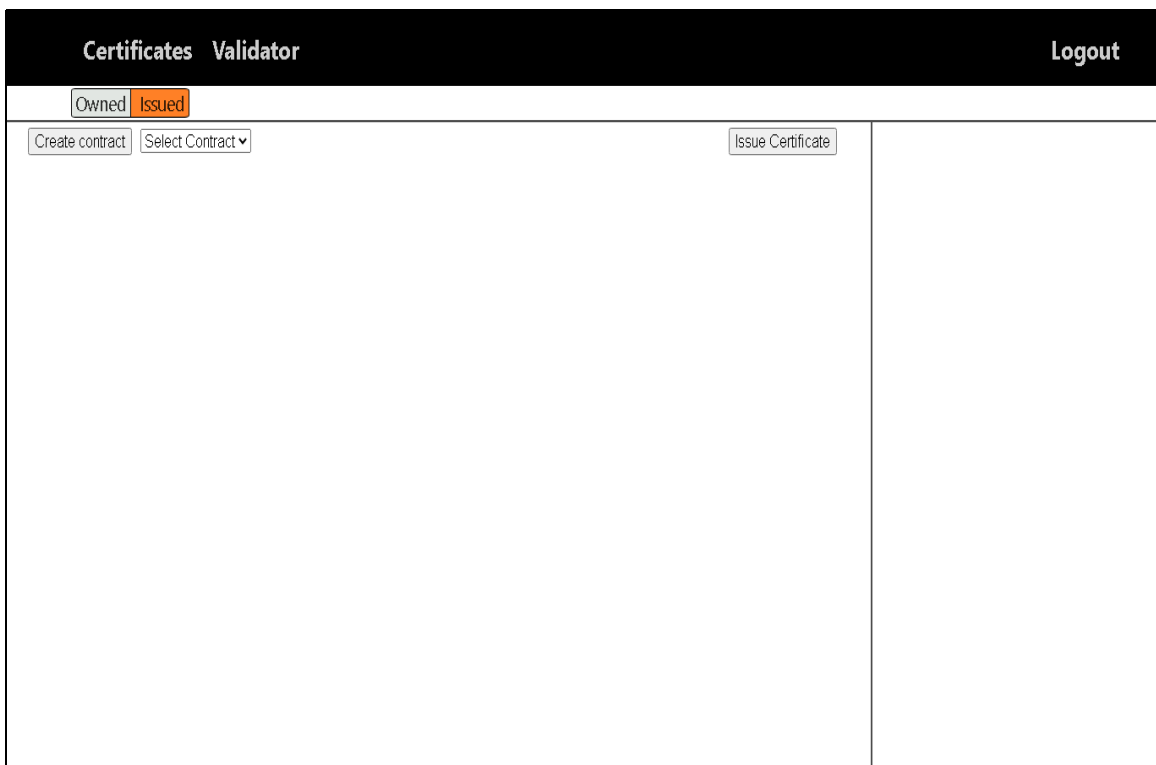 Certificates Validator Logout
Owned Issued
Create contract Select Contract Issue Certificate